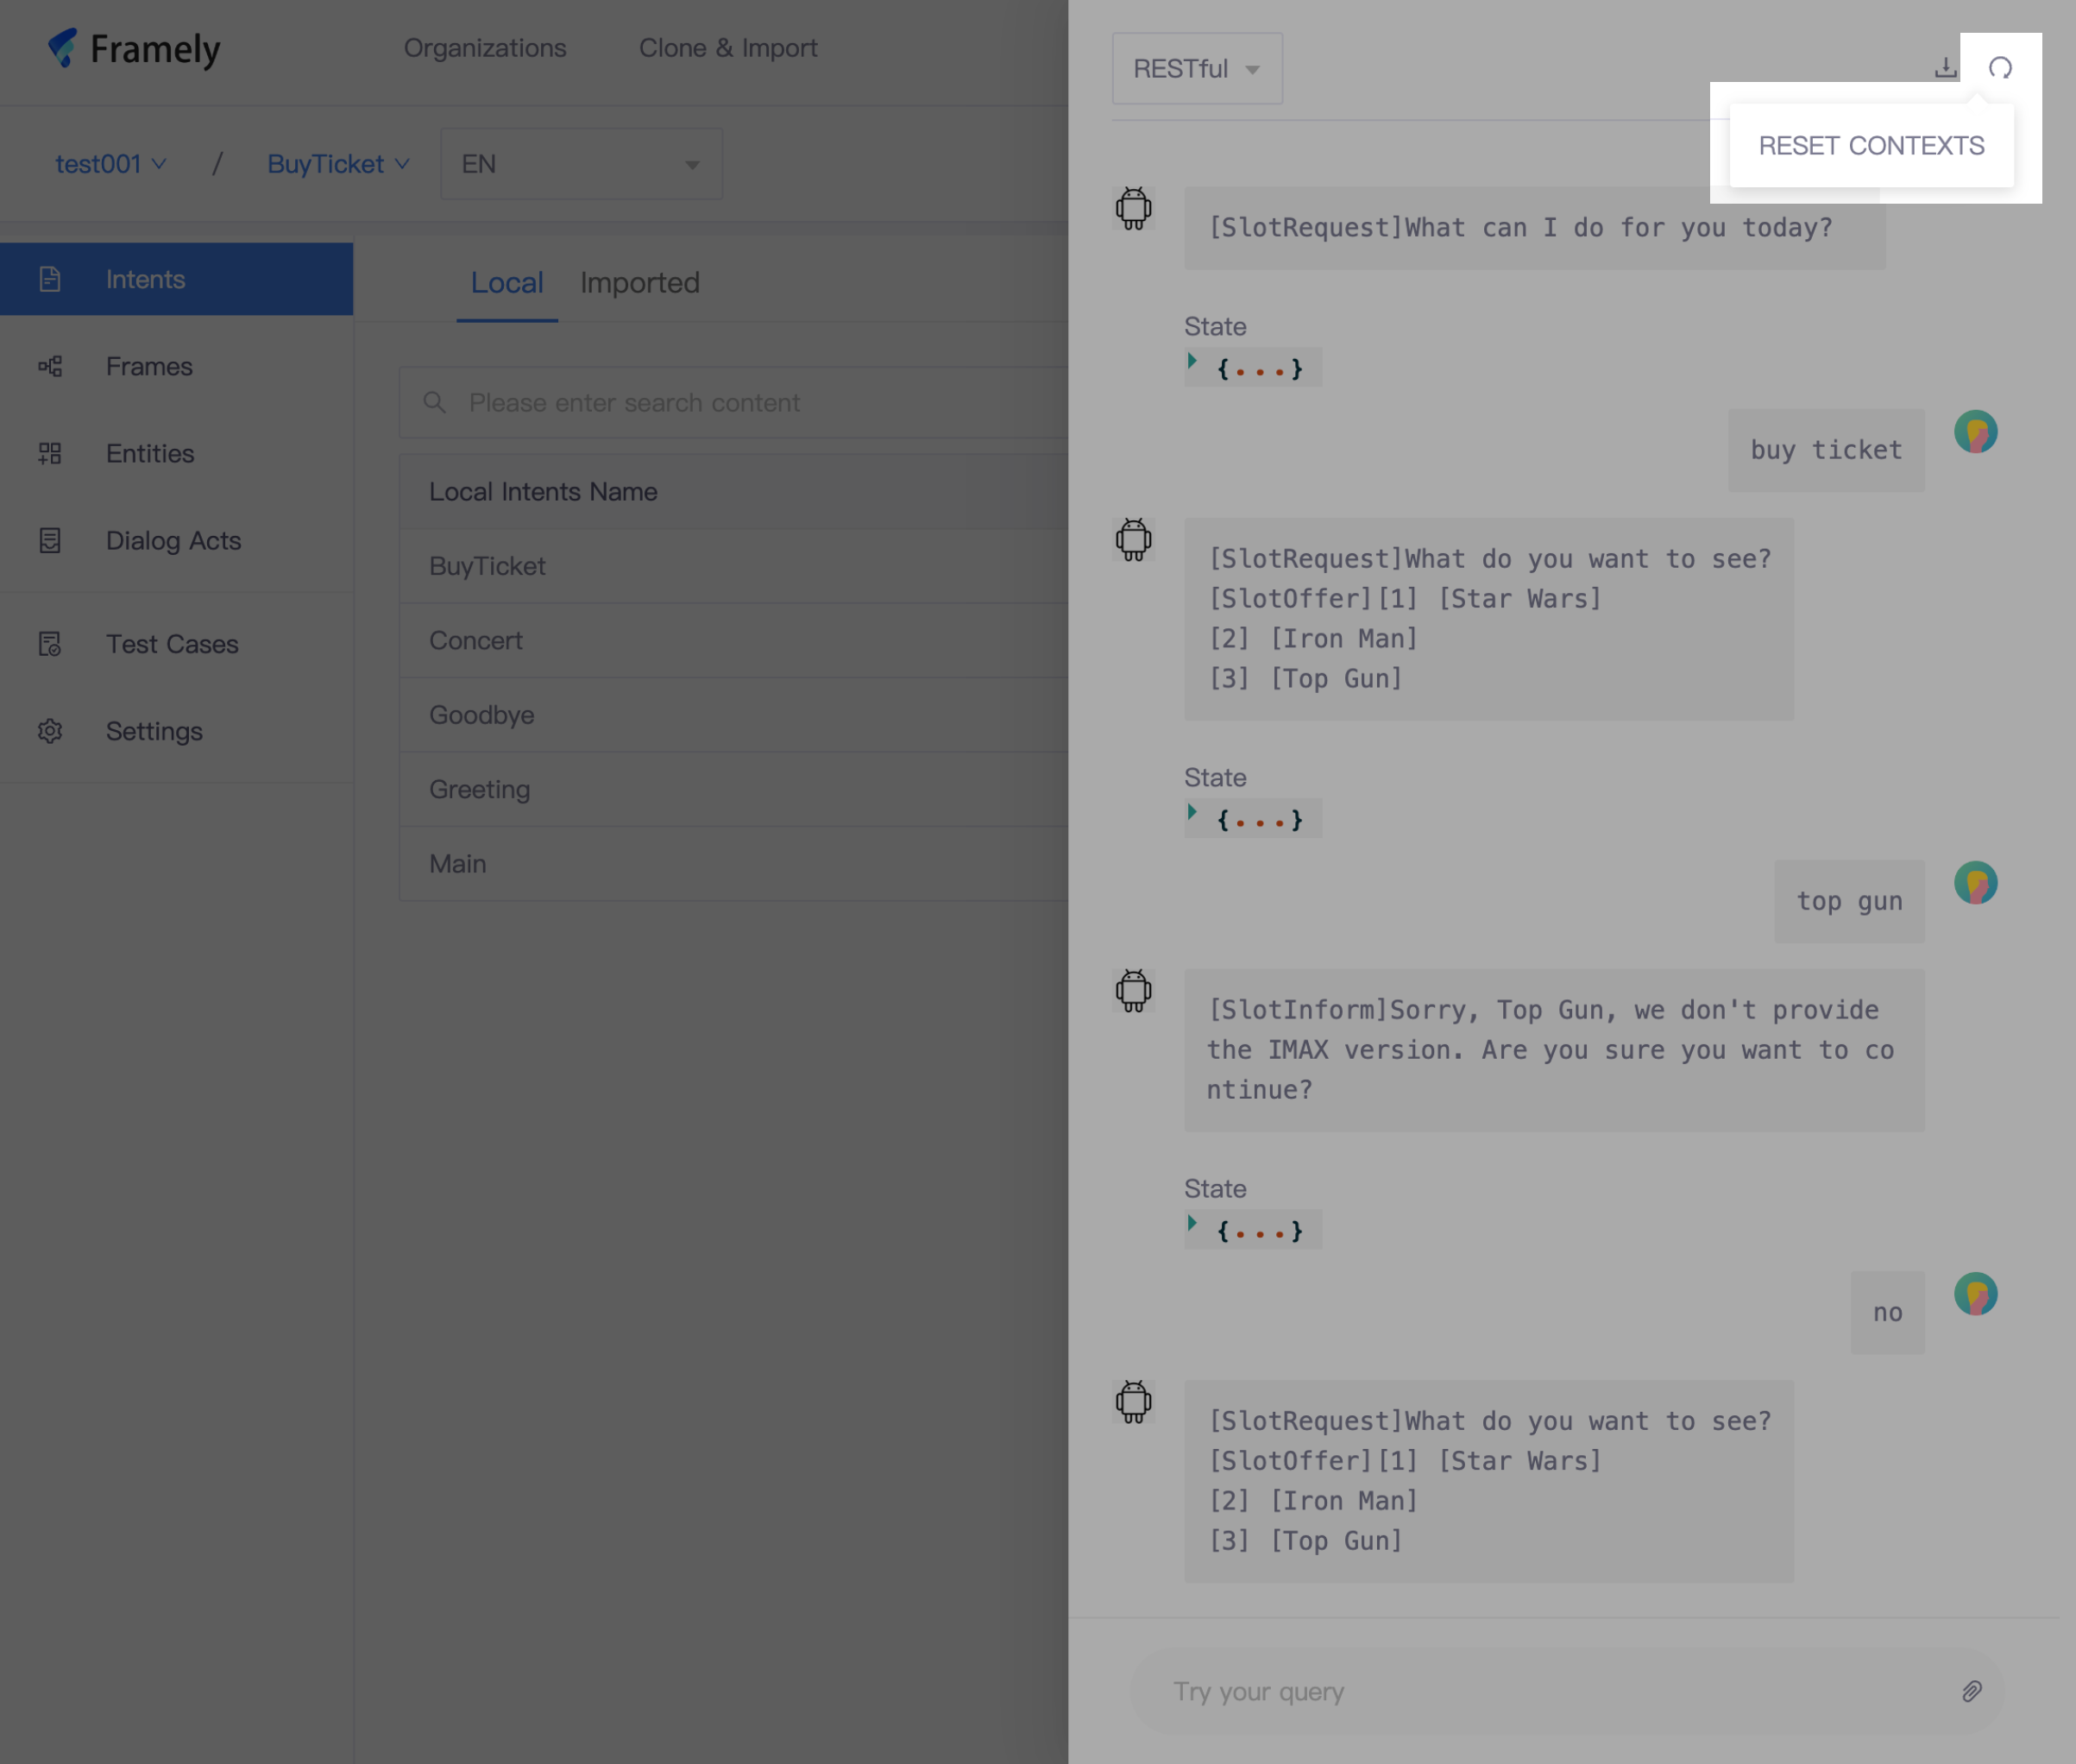 Framely
Organizations
Clone & Import
test001 / BuyTicket
EN
Intents
Frames
Entities
Dialog Acts
Test Cases
Settings
Local
Imported
Please enter search content
Local Intents Name
BuyTicket
Concert
Goodbye
Greeting
Main
RESTful
RESET CONTEXTS
[SlotRequest]What can I do for you today?
State
{...}
buy ticket
[SlotRequest]What do you want to see?
[SlotOffer][1] [Star Wars]
[2] [Iron Man]
[3] [Top Gun]
State
{...}
top gun
[SlotInform]Sorry, Top Gun, we don't provide
the IMAX version. Are you sure you want to co
ntinue?
State
{...}
no
[SlotRequest]What do you want to see?
[SlotOffer][1] [Star Wars]
[2] [Iron Man]
[3] [Top Gun]
Try your query